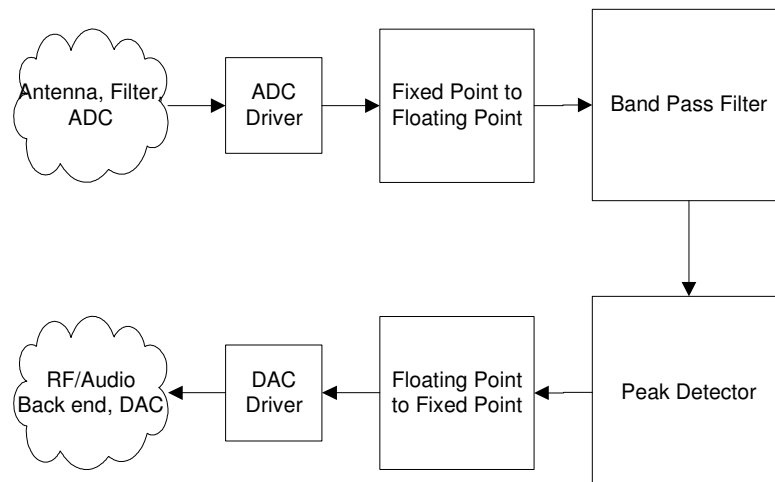 Antenna, Filter,
ADC
ADC
Driver
Fixed Point to
Floating Point
Band Pass Filter
RF/Audio
Back end, DAC
DAC
Driver
Floating Point
to Fixed Point
Peak Detector